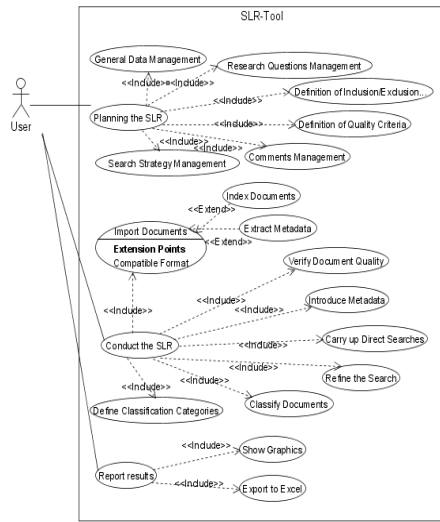 SLR-Tool
General Data Management
Research Questions Management
<<Include>>
<<Include>>
Definition of Inclusion/Exclusion...
<<Include>>
User
Planning the SLR
<<Include>>
Definition of Quality Criteria
<<Include>>
<<Include>>
Search Strategy Management
Comments Management
Index Documents
<<Extend>>
Import Documents
Extract Metadata
Extension Points
<<Extend>>
Compatible Format
Verify Document Quality
<<Include>>
Introduce Metadata
<<Include>>
<<Include>>
Carry up Direct Searches
<<Include>>
Conduct the SLR
<<Include>>
Refine the Search
<<Include>>
<<Include>>
Define Classification Categories
Classify Documents
<<Include>>
Show Graphics
Report results
<<Include>>
Export to Excel